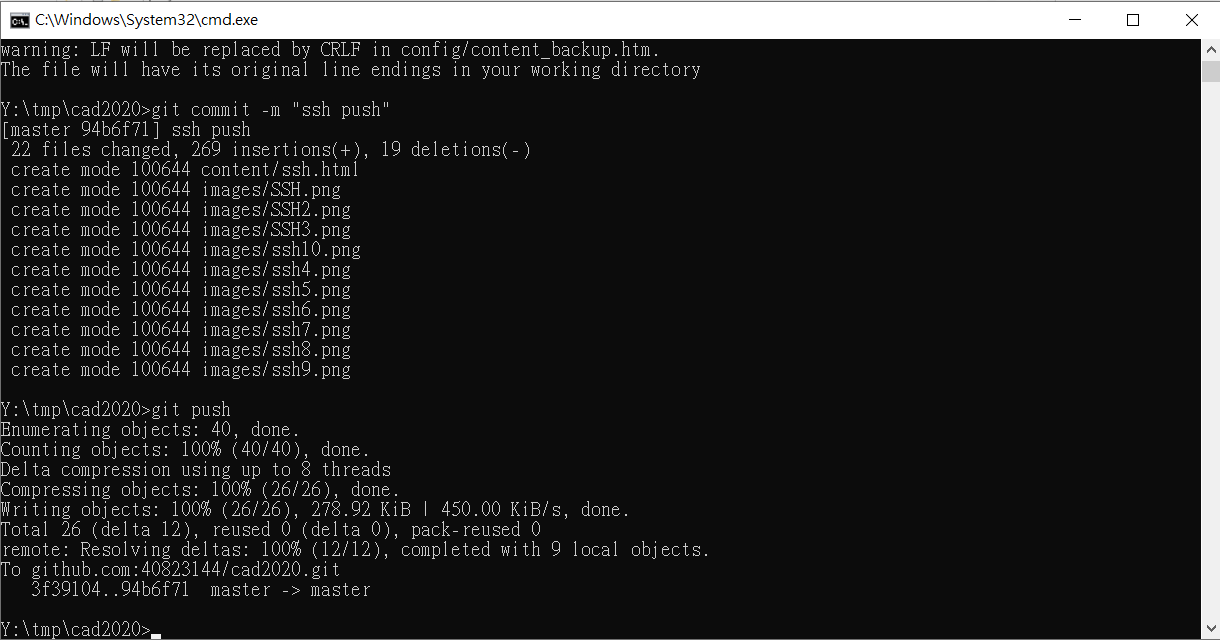 C:\Windows\System32\cmd.exe
warning: LF will be replaced by CRLF in config/content_backup.htm.
The file will have its original line endings in your working directory
Y:\tmp\cad2020>git commit -m "ssh push"
[master 94b6f71] ssh push
 22 files changed, 269 insertions(+), 19 deletions(-)
 create mode 100644 content/ssh.html
 create mode 100644 images/SSH.png
 create mode 100644 images/SSH2.png
 create mode 100644 images/SSH3.png
 create mode 100644 images/ssh10.png
 create mode 100644 images/ssh4.png
 create mode 100644 images/ssh5.png
 create mode 100644 images/ssh6.png
 create mode 100644 images/ssh7.png
 create mode 100644 images/ssh8.png
 create mode 100644 images/ssh9.png
Y:\tmp\cad2020>git push
Enumerating objects: 40, done.
Counting objects: 100% (40/40), done.
Delta compression using up to 8 threads
Compressing objects: 100% (26/26), done.
Writing objects: 100% (26/26), 278.92 KiB | 450.00 KiB/s, done.
Total 26 (delta 12), reused 0 (delta 0), pack-reused 0
remote: Resolving deltas: 100% (12/12), completed with 9 local objects.
To github.com:40823144/cad2020.git
   3f39104..94b6f71  master -> master
Y:\tmp\cad2020>